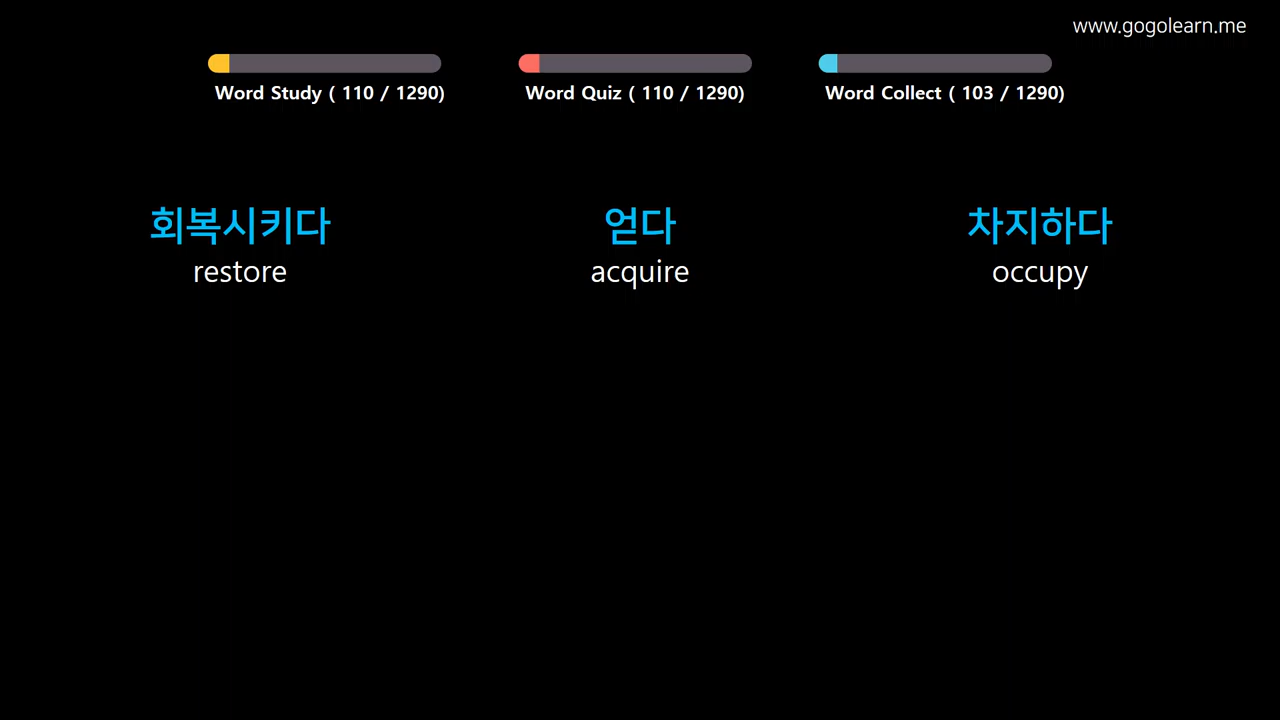 www.gogolearn.me
Word Study ( 110 / 1290)
Word Quiz ( 110 / 1290)
Word Collect ( 103 / 1290)
회복시키다
restore
얻다
acquire
차지하다
occupy